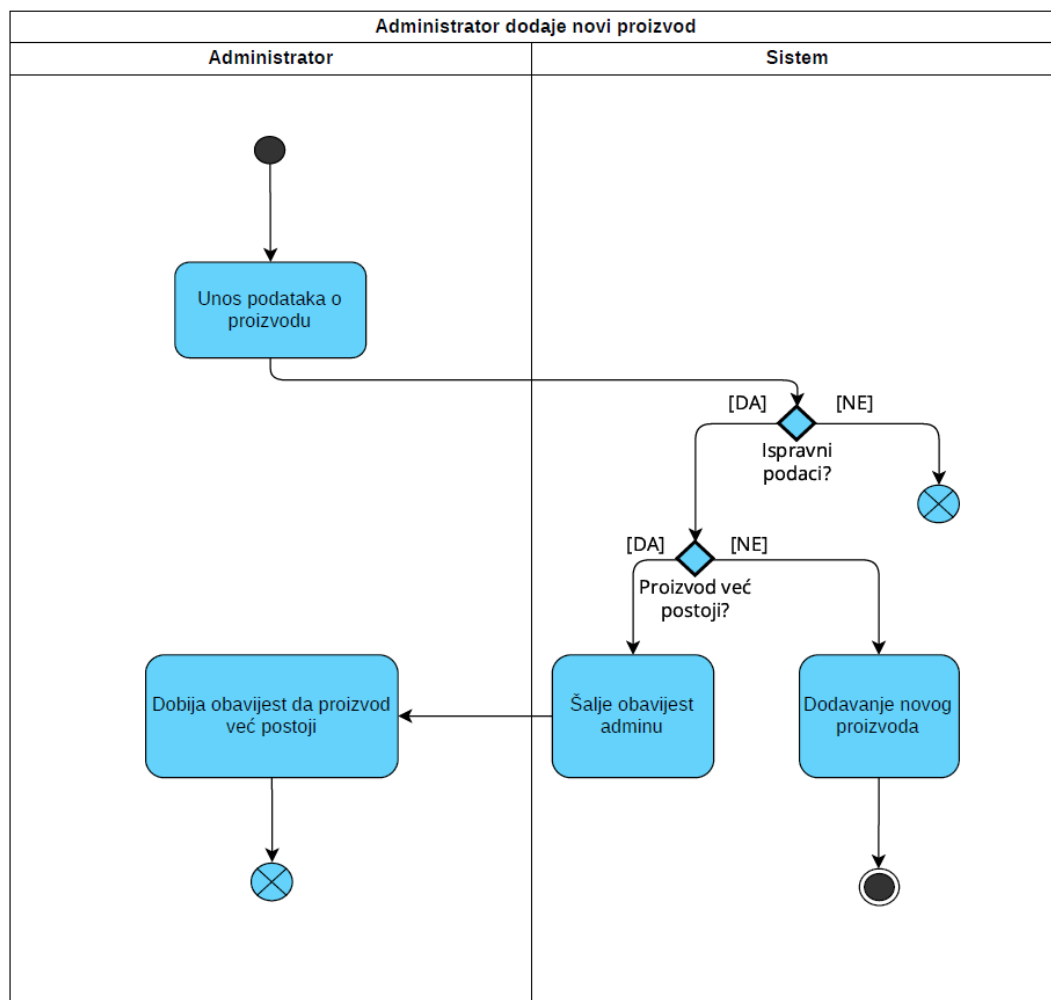 Administrator dodaje novi proizvod
Administrator
Sistem
Unos podataka o
proizvodu
[DA]
[NE]
Ispravni
podaci?
[DA]
[NE]
Proizvod već
postoji?
Dobija obavijest da proizvod
već postoji
Šalje obavijest
adminu
Dodavanje novog
proizvoda